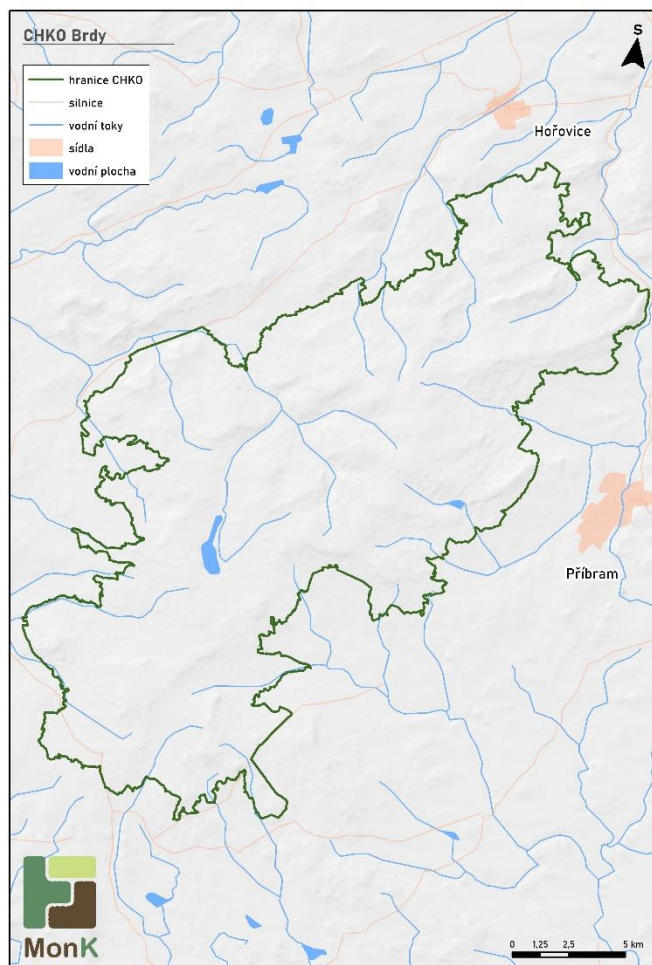 CHKO Brdy
S
hranice CHKO
silnice
vodní toky
sídla
vodní plocha
Hořovice
Příbram
MonK
0 1,25 2,5 5 km